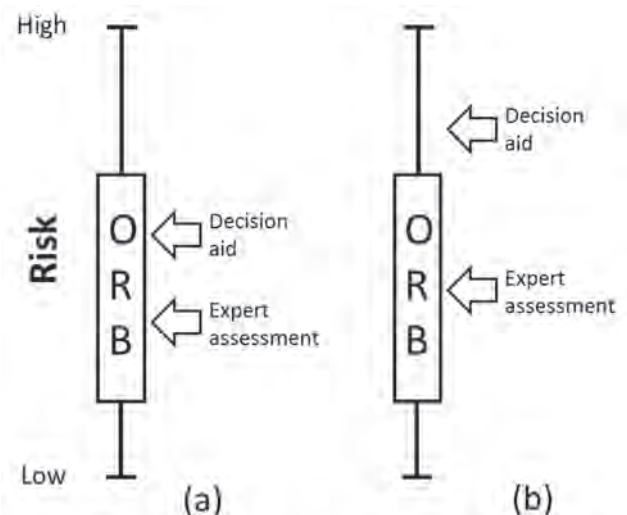 High
Risk
Low
O
R
B
Decision
aid
Expert
assessment
(a)
O
R
B
Decision
aid
Expert
assessment
(b)